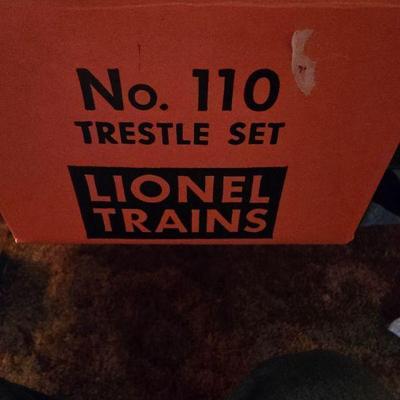 No. 110
TRESTLE SET
LIONEL
TRAINS